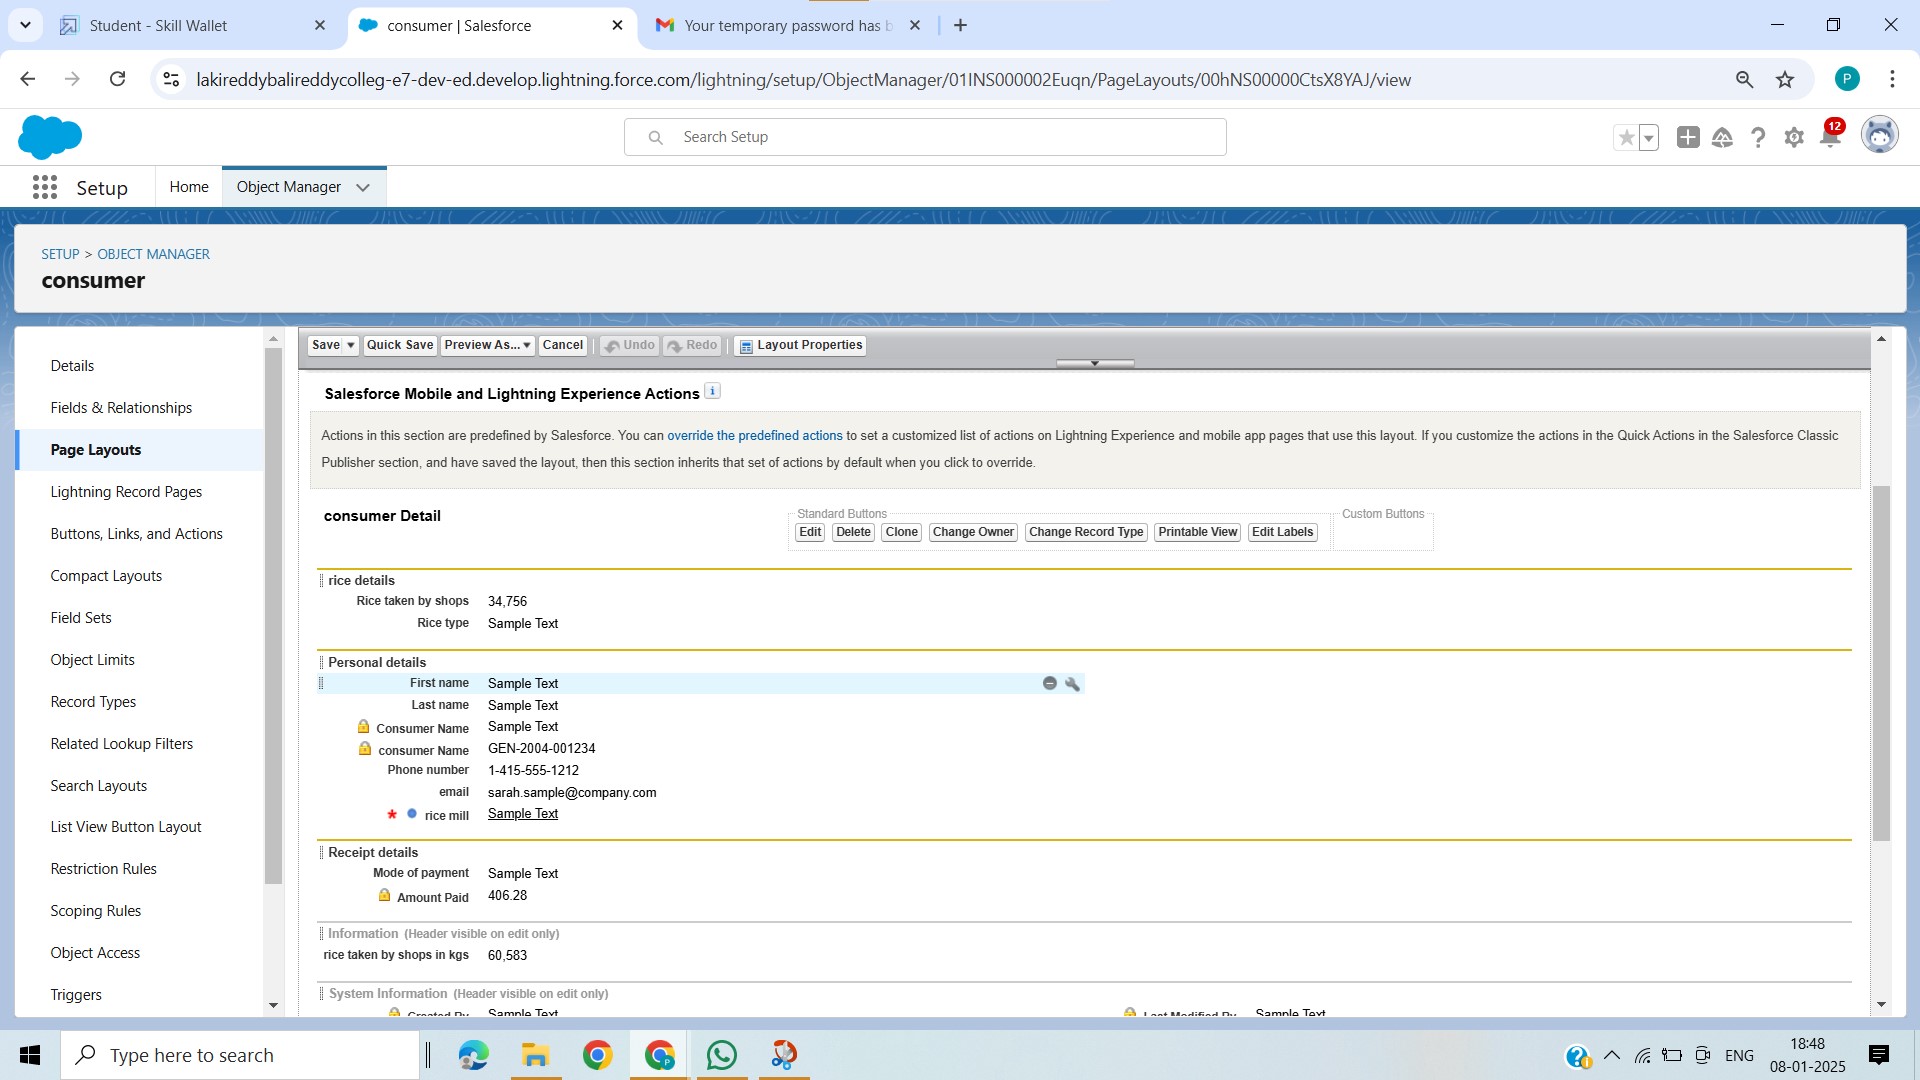 Student - Skill Wallet
consumer | Salesforce
Your temporary password has b
lakireddybalireddycolleg-e7-dev-ed.develop.lightning.force.com/lightning/setup/ObjectManager/01INS000002Euqn/PageLayouts/00hNS00000CtsX8YAJ/view
P
Search Setup
12
Setup
Home
Object Manager
SETUP > OBJECT MANAGER
consumer
Details
Fields & Relationships
Page Layouts
Lightning Record Pages
Buttons, Links, and Actions
Compact Layouts
Field Sets
Object Limits
Record Types
Related Lookup Filters
Search Layouts
List View Button Layout
Restriction Rules
Scoping Rules
Object Access
Triggers
Save Quick Save Preview As... Cancel Undo Redo Layout Properties
Salesforce Mobile and Lightning Experience Actions i
Actions in this section are predefined by Salesforce. You can override the predefined actions to set a customized list of actions on Lightning Experience and mobile app pages that use this layout. If you customize the actions in the Quick Actions in the Salesforce Classic
Publisher section, and have saved the layout, then this section inherits that set of actions by default when you click to override.
consumer Detail
Standard Buttons
Edit Delete Clone Change Owner Change Record Type Printable View Edit Labels
Custom Buttons
rice details
Rice taken by shops 34,756
Rice type Sample Text
Personal details
First name Sample Text
Last name Sample Text
Consumer Name Sample Text
consumer Name GEN-2004-001234
Phone number 1-415-555-1212
email sarah.sample@company.com
* rice mill Sample Text
Receipt details
Mode of payment Sample Text
Amount Paid 406.28
Information (Header visible on edit only)
rice taken by shops in kgs 60,583
System Information (Header visible on edit only)
Created By Sample Text Last Modified By Sample Text
Type here to search
ENG
18:48
08-01-2025